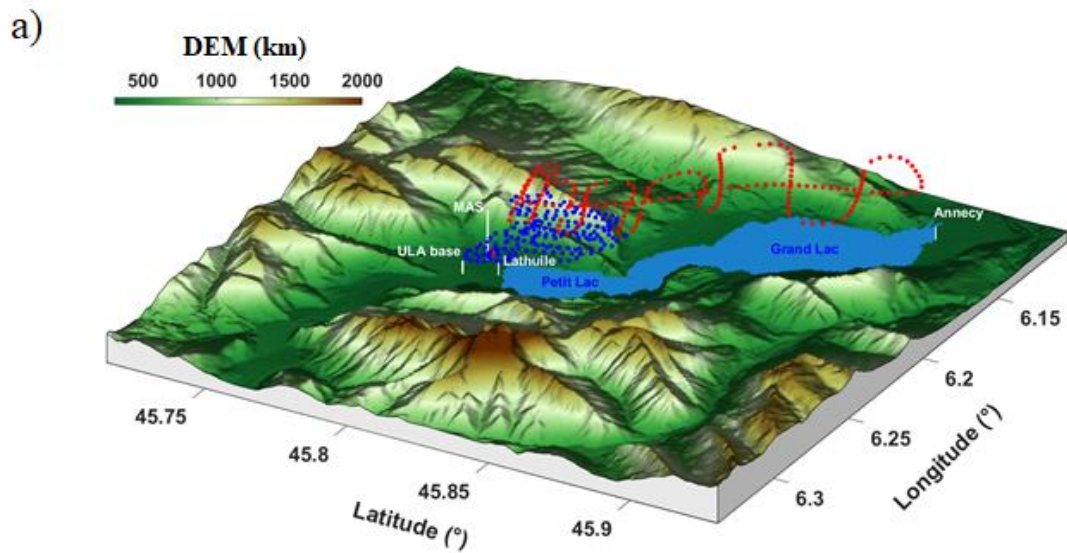 a)
DEM (km)
500 1000 1500 2000
MAS
ULA base
Lathuile
Petit Lac
Grand Lac
Annecy
45.75
45.8
45.85
45.9
Latitude (°)
6.15
6.2
6.25
6.3
Longitude (°)